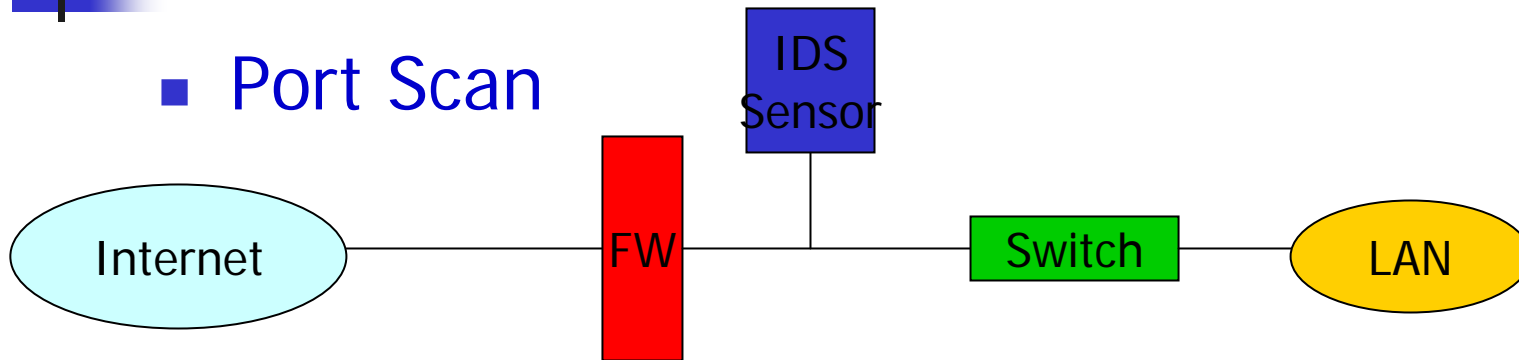 Port Scan
IDS
Sensor
Internet
FW
Switch
LAN